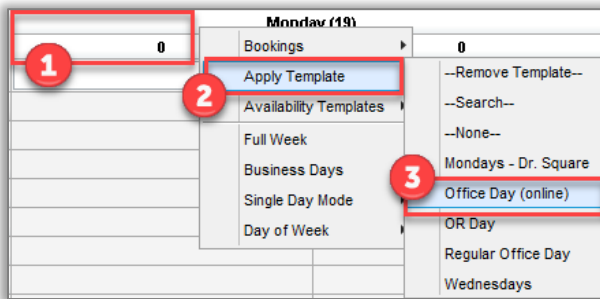 Monday (19)
0
0
1
2
3
Bookings
Apply Template
Availability Templates
Full Week
Business Days
Single Day Mode
Day of Week
--Remove Template--
--Search--
--None--
Mondays - Dr. Square
Office Day (online)
OR Day
Regular Office Day
Wednesdays